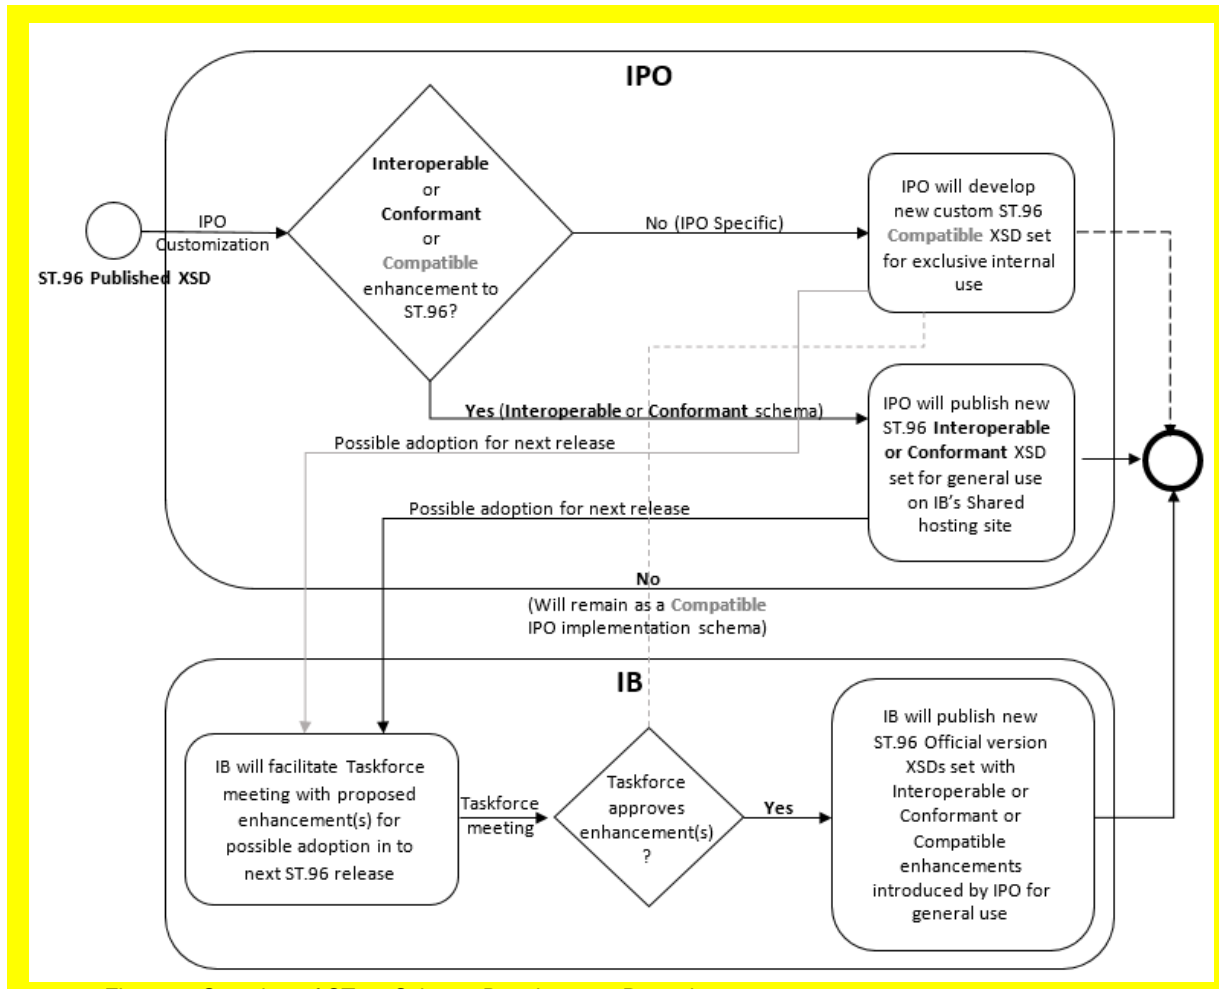 IPO
Interoperable
or
Conformant
or
Compatible
enhancement to
ST.96?
IPO
Customization
ST.96 Published XSD
No (IPO Specific)
IPO will develop
new custom ST.96
Compatible XSD set
for exclusive internal
use
Yes (Interoperable or Conformant schema)
Possible adoption for next release
IPO will publish new
ST.96 Interoperable
or Conformant XSD
set for general use
on IB's Shared
hosting site
Possible adoption for next release
No
(Will remain as a Compatible
IPO implementation schema)
IB
IB will facilitate Taskforce
meeting with proposed
enhancement(s) for
possible adoption in to
next ST.96 release
Taskforce
meeting
Taskforce
approves
enhancement(s)
?
Yes
IB will publish new
ST.96 Official version
XSDs set with
Interoperable or
Conformant or
Compatible
enhancements
introduced by IPO for
general use